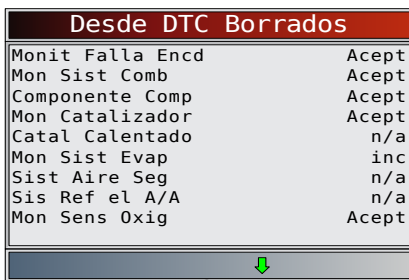 Desde DTC Borrados
Monit Falla Encd Acept
Mon Sist Comb Acept
Componente Comp Acept
Mon Catalizador Acept
Catal Calentado n/a
Mon Sist Evap inc
Sist Aire Seg n/a
Sis Ref el A/A n/a
Mon Sens Oxig Acept